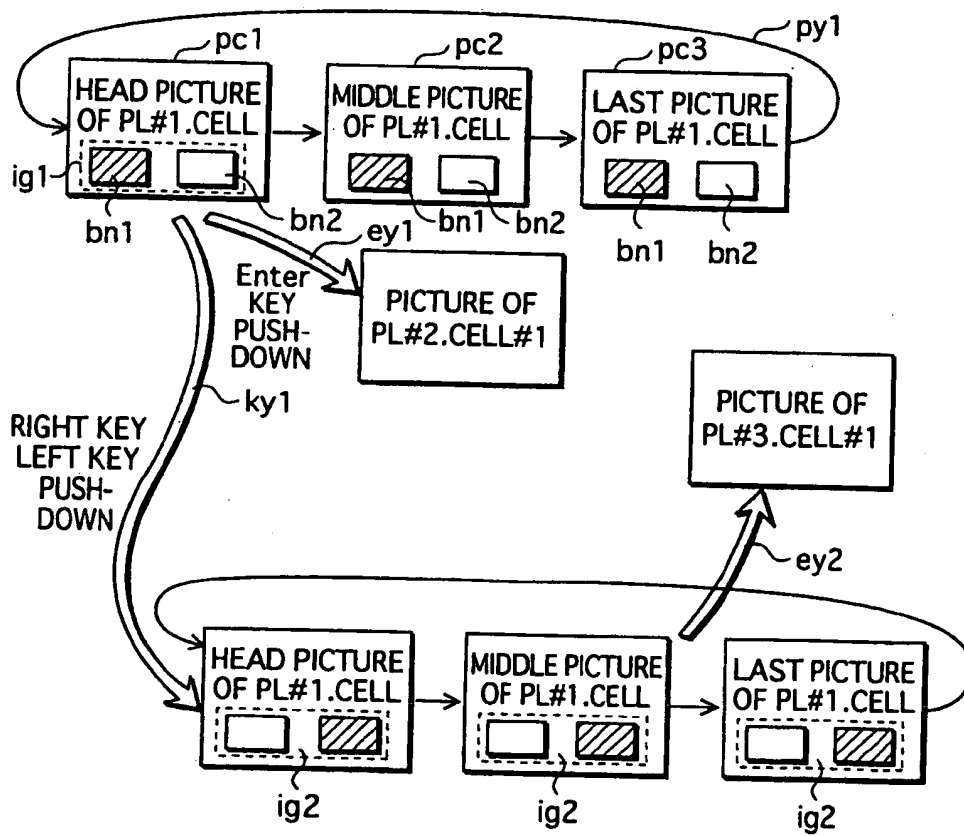 py1
pc1
pc2
pc3
HEAD PICTURE
OF PL#1.CELL
MIDDLE PICTURE
OF PL#1.CELL
LAST PICTURE
OF PL#1.CELL
ig1
bn1
bn2
bn1
bn2
bn1
bn2
ey1
Enter
KEY
PUSH-
DOWN
PICTURE OF
PL#2.CELL#1
ky1
RIGHT KEY
LEFT KEY
PUSH-
DOWN
PICTURE OF
PL#3.CELL#1
ey2
HEAD PICTURE
OF PL#1.CELL
MIDDLE PICTURE
OF PL#1.CELL
LAST PICTURE
OF PL#1.CELL
ig2
ig2
ig2